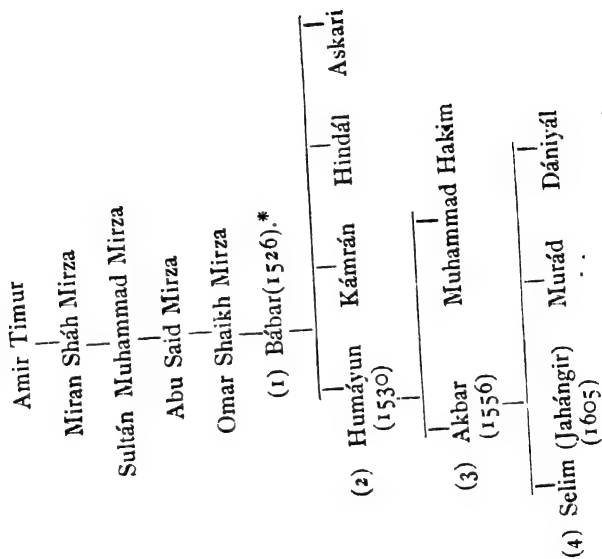 Amir Timur
Miran Sháh Mirza
Sultán Muhammad Mirza
Abu Said Mirza
Omar Shaikh Mirza
(1) Bábar(1526).*
(2) Humáyun Kámrán Hindál Askari
(1530)
(3) Akbar Muhammad Hakim
(1556)
(4) Selim (Jahángir) Murád Dániyál
(1605)